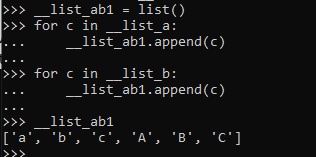 >>> __list_ab1 = list()
>>> for c in __list_a:
...     __list_ab1.append(c)
...
>>> for c in __list_b:
...     __list_ab1.append(c)
...
>>> __list_ab1
['a', 'b', 'c', 'A', 'B', 'C']
>>>